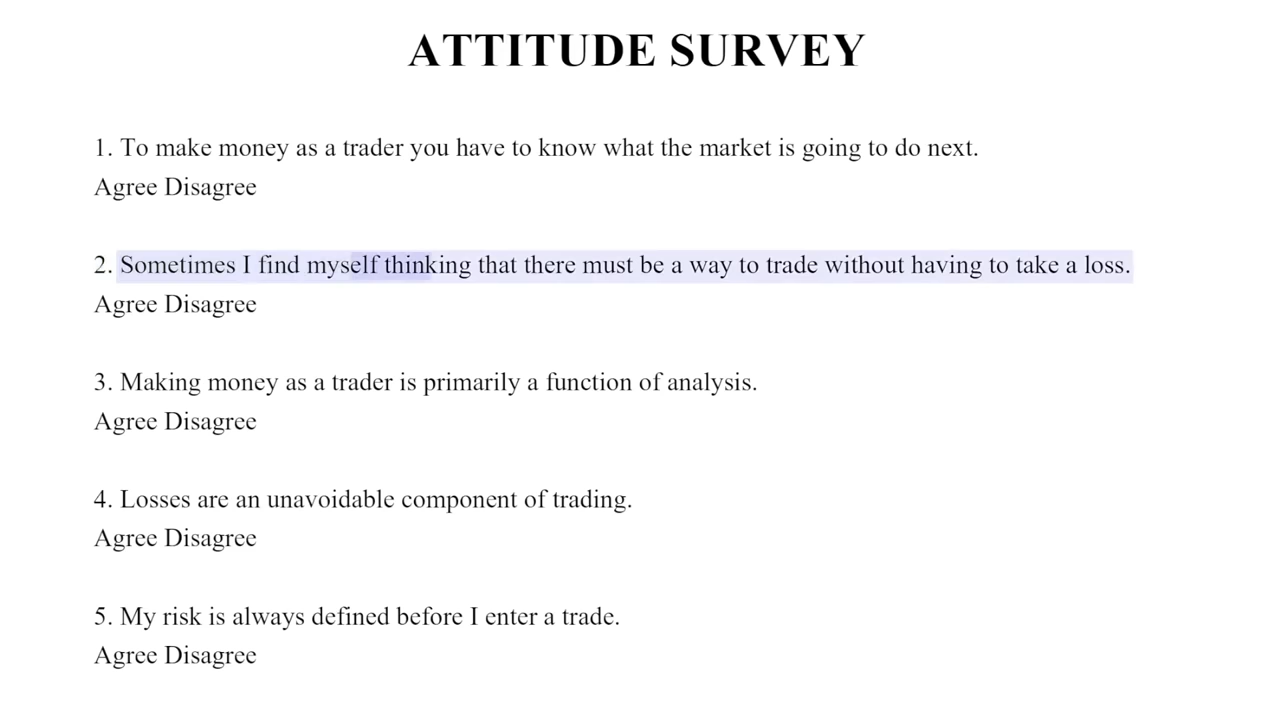 ATTITUDE SURVEY
1. To make money as a trader you have to know what the market is going to do next.
Agree Disagree
2. Sometimes I find myself thinking that there must be a way to trade without having to take a loss.
Agree Disagree
3. Making money as a trader is primarily a function of analysis.
Agree Disagree
4. Losses are an unavoidable component of trading.
Agree Disagree
5. My risk is always defined before I enter a trade.
Agree Disagree